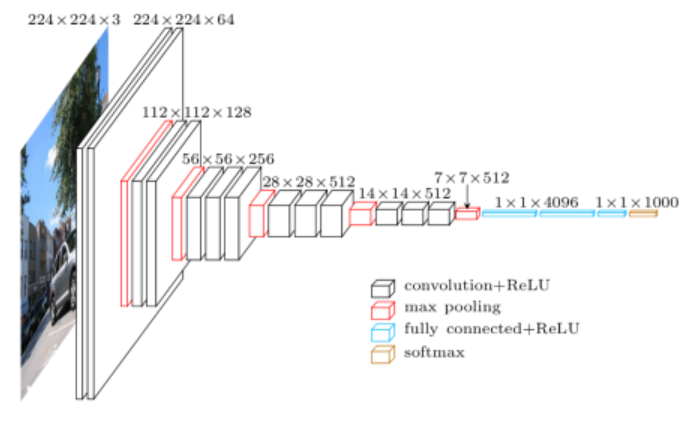 224×224×3
224×224×64
112×112×128
56×56×256
28×28×512
14×14×512
7×7×512
1×1×4096
1×1×1000
convolution+ReLU
max pooling
fully connected+ReLU
softmax